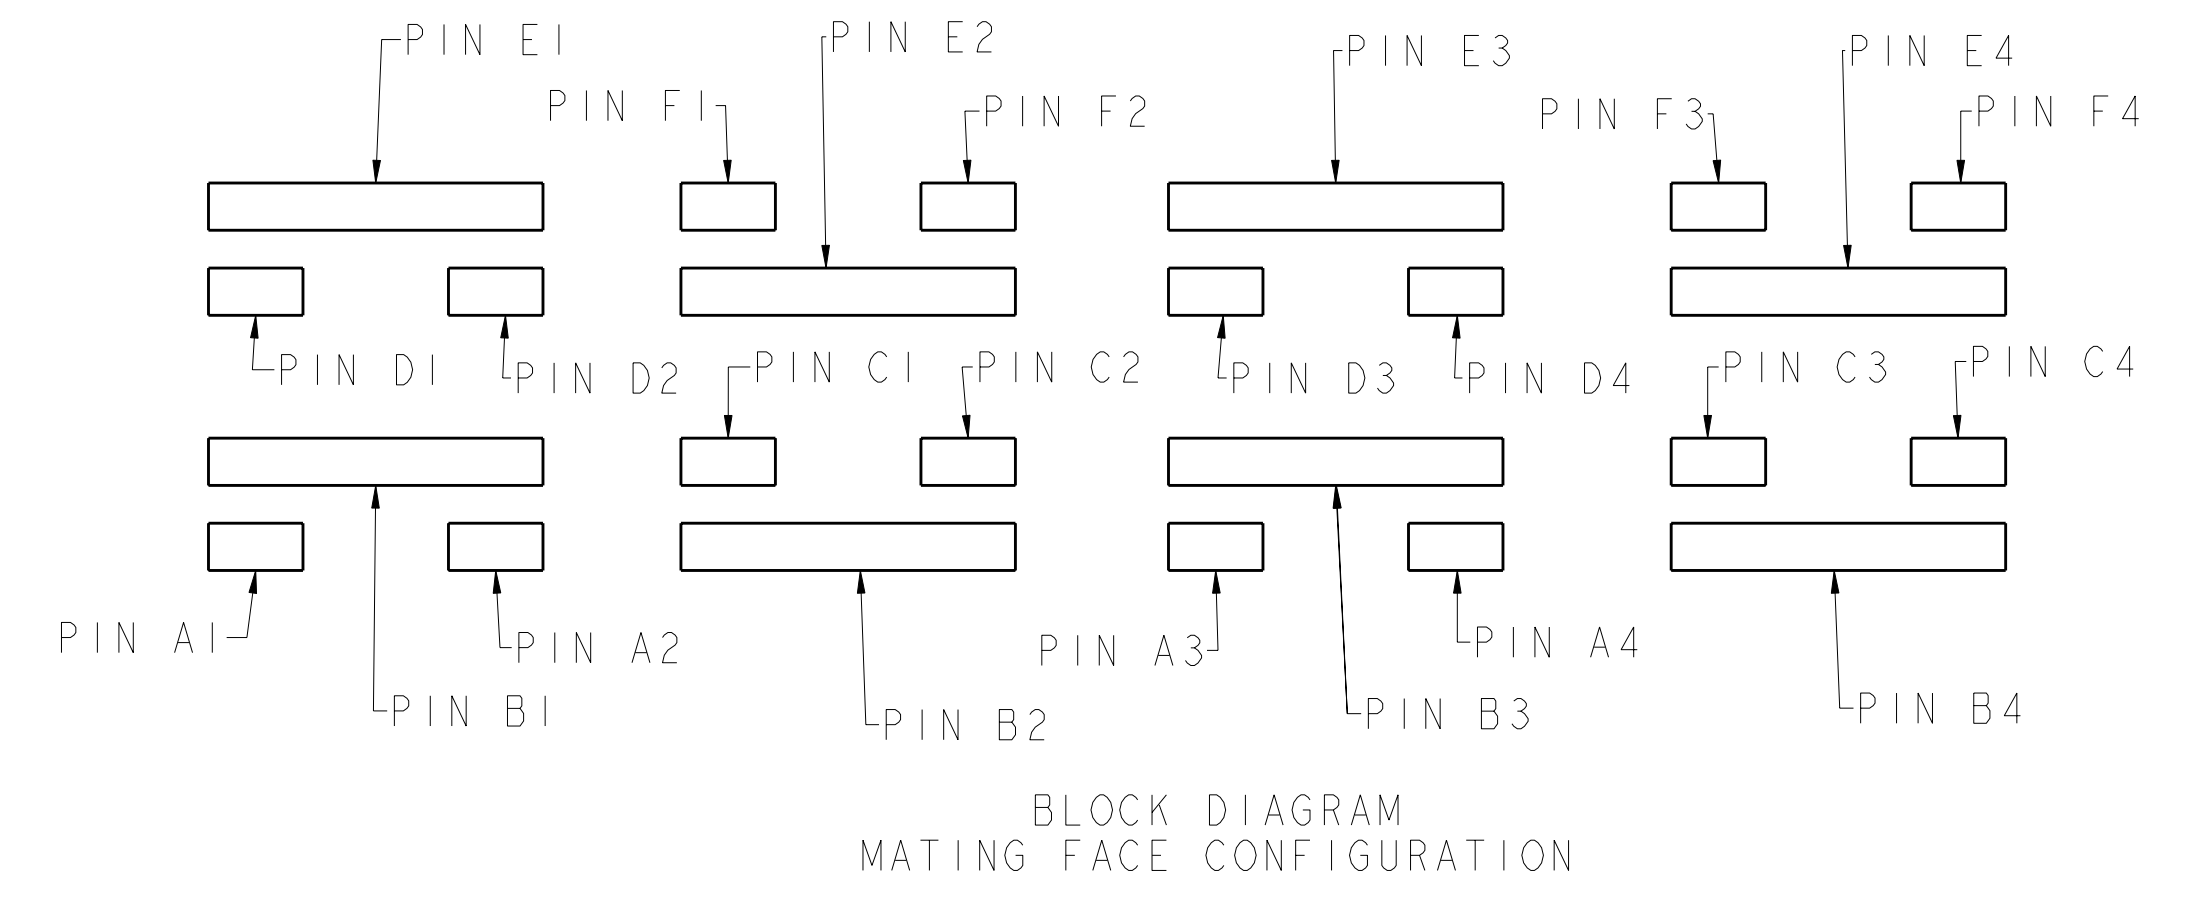 PIN E1
PIN E2
PIN E3
PIN E4
PIN F1
PIN F2
PIN F3
PIN F4
PIN D1
PIN D2
PIN C1
PIN C2
PIN D3
PIN D4
PIN C3
PIN C4
PIN A1
PIN A2
PIN A3
PIN A4
PIN B1
PIN B2
PIN B3
PIN B4
BLOCK DIAGRAM
MATING FACE CONFIGURATION